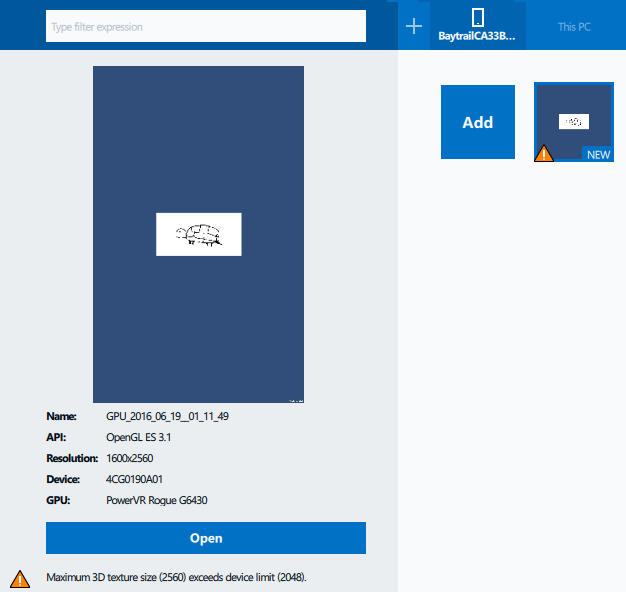 Type filter expression
BaytrailCA33B...
This PC
Add
NEW
Name: GPU_2016_06_19__01_11_49
API: OpenGL ES 3.1
Resolution: 1600x2560
Device: 4CG0190A01
GPU: PowerVR Rogue G6430
Open
Maximum 3D texture size (2560) exceeds device limit (2048).